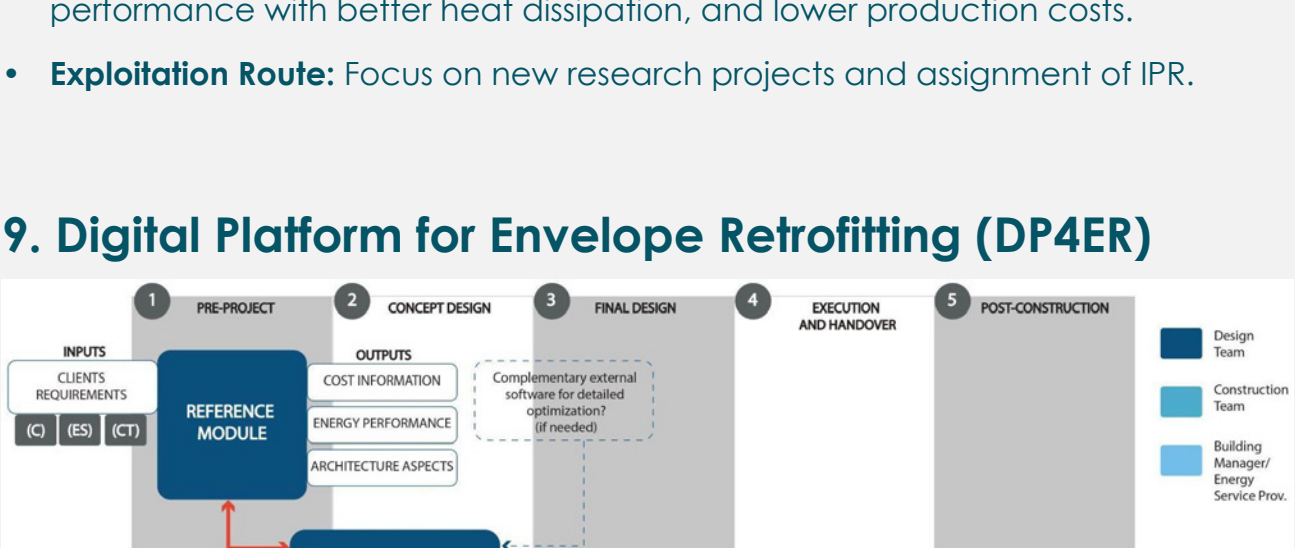 performance with better heat dissipation, and lower production costs.
• Exploitation Route: Focus on new research projects and assignment of IPR.
9. Digital Platform for Envelope Retrofitting (DP4ER)
1 PRE-PROJECT
2 CONCEPT DESIGN
3 FINAL DESIGN
4 EXECUTION
AND HANDOVER
5 POST-CONSTRUCTION
INPUTS
CLIENTS
REQUIREMENTS
(C) (ES) (CT)
REFERENCE
MODULE
OUTPUTS
COST INFORMATION
ENERGY PERFORMANCE
ARCHITECTURE ASPECTS
Complementary external
software for detailed
optimization?
(if needed)
Design
Team
Construction
Team
Building
Manager/
Energy
Service Prov.